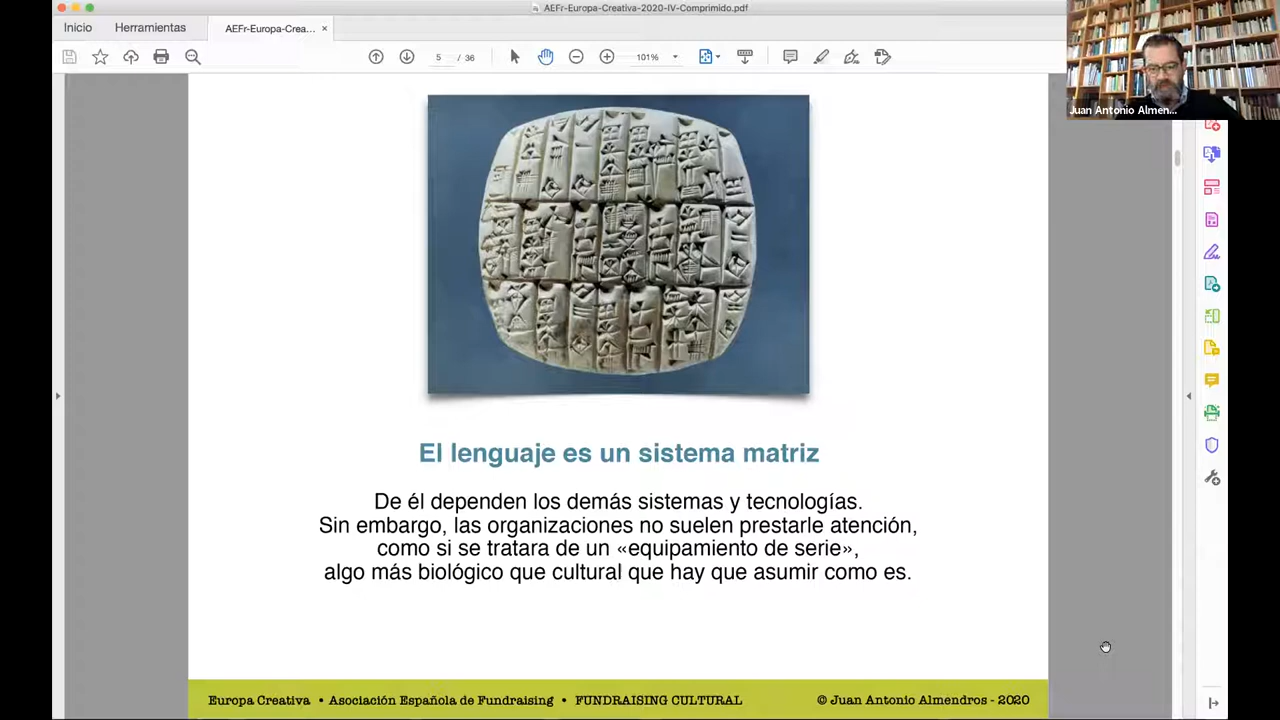 AEFr-Europa-Creativa-2020-IV-Comprimido.pdf
Inicio
Herramientas
AEFr-Europa-Crea...
5 / 36
101%
Juan Antonio Almen...
El lenguaje es un sistema matriz
De él dependen los demás sistemas y tecnologías.
Sin embargo, las organizaciones no suelen prestarle atención,
como si se tratara de un «equipamiento de serie»,
algo más biológico que cultural que hay que asumir como es.
Europa Creativa • Asociación Española de Fundraising • FUNDRAISING CULTURAL
© Juan Antonio Almendros - 2020